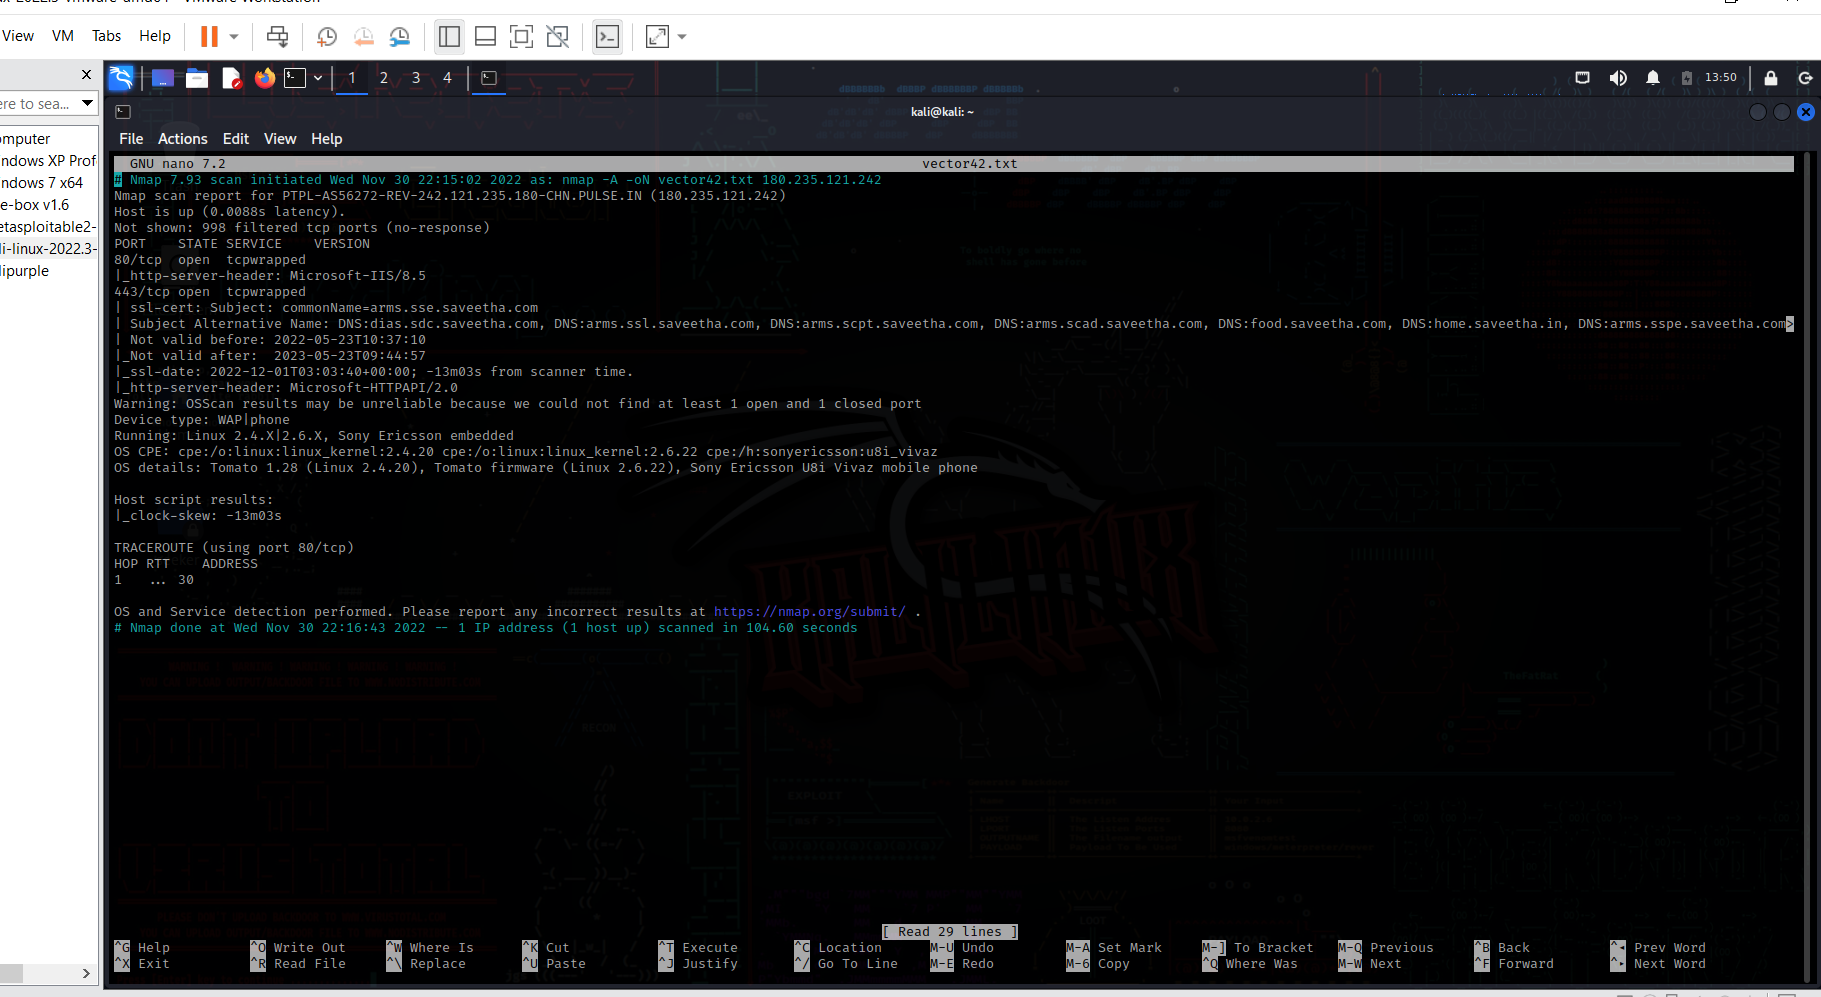 View VM Tabs Help
ere to sea...
omputer
ndows XP Prof
ndows 7 x64
e-box v1.6
etasploitable2-
li-linux-2022.3-
lipurple
1 2 3 4
13:50
kali@kali: ~
File Actions Edit View Help
GNU nano 7.2 vector42.txt
# Nmap 7.93 scan initiated Wed Nov 30 22:15:02 2022 as: nmap -A -oN vector42.txt 180.235.121.242
Nmap scan report for PTPL-AS56272-REV-242.121.235.180-CHN.PULSE.IN (180.235.121.242)
Host is up (0.0088s latency).
Not shown: 998 filtered tcp ports (no-response)
PORT STATE SERVICE VERSION
80/tcp open tcpwrapped
|_http-server-header: Microsoft-IIS/8.5
443/tcp open tcpwrapped
| ssl-cert: Subject: commonName=arms.sse.saveetha.com
| Subject Alternative Name: DNS:dias.sdc.saveetha.com, DNS:arms.ssl.saveetha.com, DNS:arms.scpt.saveetha.com, DNS:arms.scad.saveetha.com, DNS:food.saveetha.com, DNS:home.saveetha.in, DNS:arms.sspe.saveetha.com>
| Not valid before: 2022-05-23T10:37:10
|_Not valid after: 2023-05-23T09:44:57
|_ssl-date: 2022-12-01T03:03:40+00:00; -13m03s from scanner time.
|_http-server-header: Microsoft-HTTPAPI/2.0
Warning: OSScan results may be unreliable because we could not find at least 1 open and 1 closed port
Device type: WAP|phone
Running: Linux 2.4.X|2.6.X, Sony Ericsson embedded
OS CPE: cpe:/o:linux:linux_kernel:2.4.20 cpe:/o:linux:linux_kernel:2.6.22 cpe:/h:sonyericsson:u8i_vivaz
OS details: Tomato 1.28 (Linux 2.4.20), Tomato firmware (Linux 2.6.22), Sony Ericsson U8i Vivaz mobile phone
Host script results:
|_clock-skew: -13m03s
TRACEROUTE (using port 80/tcp)
HOP RTT ADDRESS
1 ... 30
OS and Service detection performed. Please report any incorrect results at https://nmap.org/submit/ .
# Nmap done at Wed Nov 30 22:16:43 2022 -- 1 IP address (1 host up) scanned in 104.60 seconds
KALI LINUX
[ Read 29 lines ]
^G Help ^O Write Out ^W Where Is ^K Cut ^T Execute ^C Location M-U Undo M-A Set Mark M-] To Bracket M-Q Previous ^B Back ^◂ Prev Word
^X Exit ^R Read File ^\ Replace ^U Paste ^J Justify ^/ Go To Line M-E Redo M-6 Copy ^Q Where Was M-W Next ^F Forward ^▸ Next Word